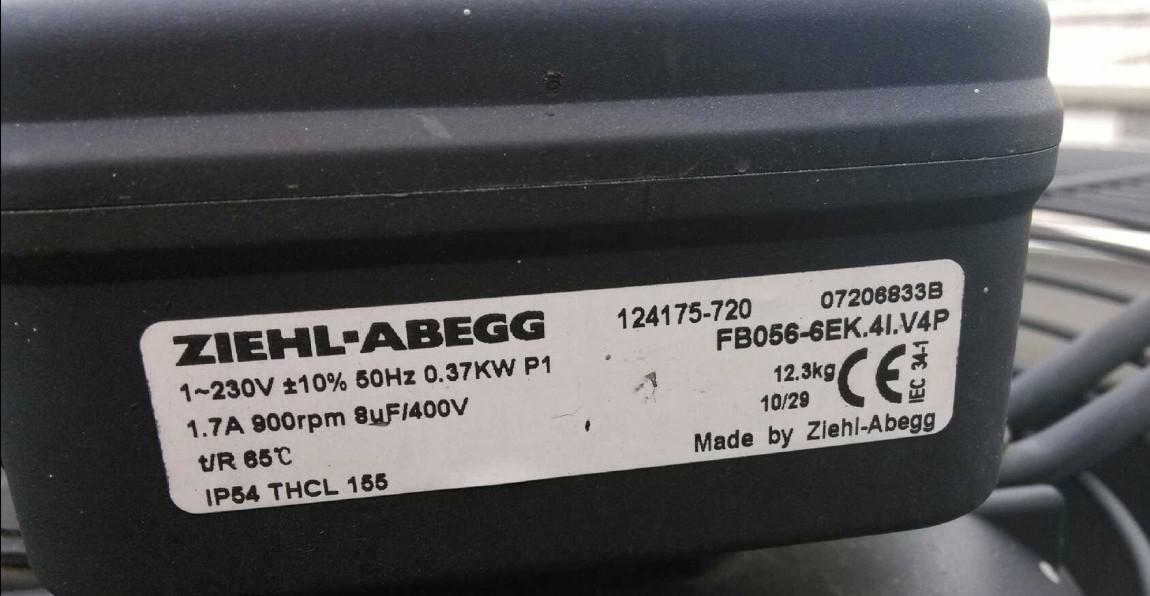 ZIEHL-ABEGG
1~230V ±10% 50Hz 0.37KW P1
1.7A 900rpm 8uF/400V
t/R 65℃
IP54 THCL 155
124175-720
07206833B
FB056-6EK.4I.V4P
12.3kg
10/29
CE
IEC 34-1
Made by Ziehl-Abegg